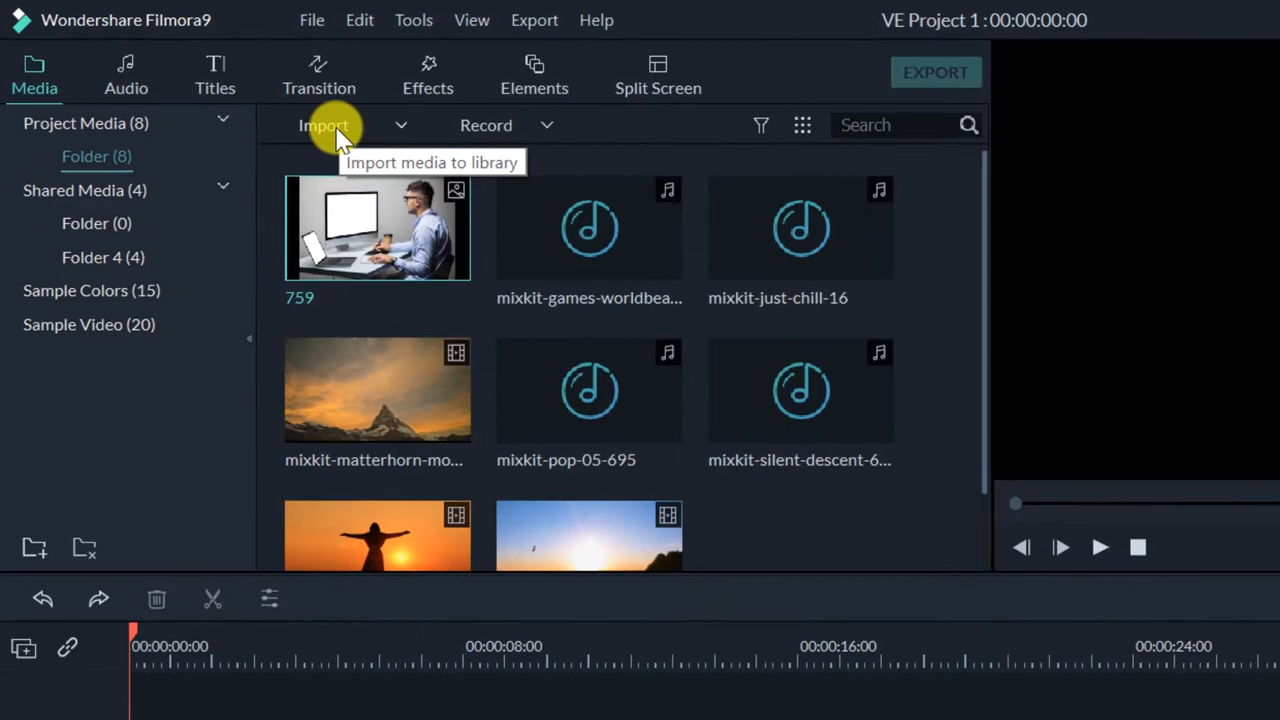 Wondershare Filmora9 File Edit Tools View Export Help VE Project 1 : 00:00:00:00
Media Audio Titles Transition Effects Elements Split Screen EXPORT
Project Media (8)
Folder (8)
Shared Media (4)
Folder (0)
Folder 4 (4)
Sample Colors (15)
Sample Video (20)
Import Record Search
Import media to library
759 mixkit-games-worldbea... mixkit-just-chill-16
mixkit-matterhorn-mo... mixkit-pop-05-695 mixkit-silent-descent-6...
00:00:00:00 00:00:08:00 00:00:16:00 00:00:24:00